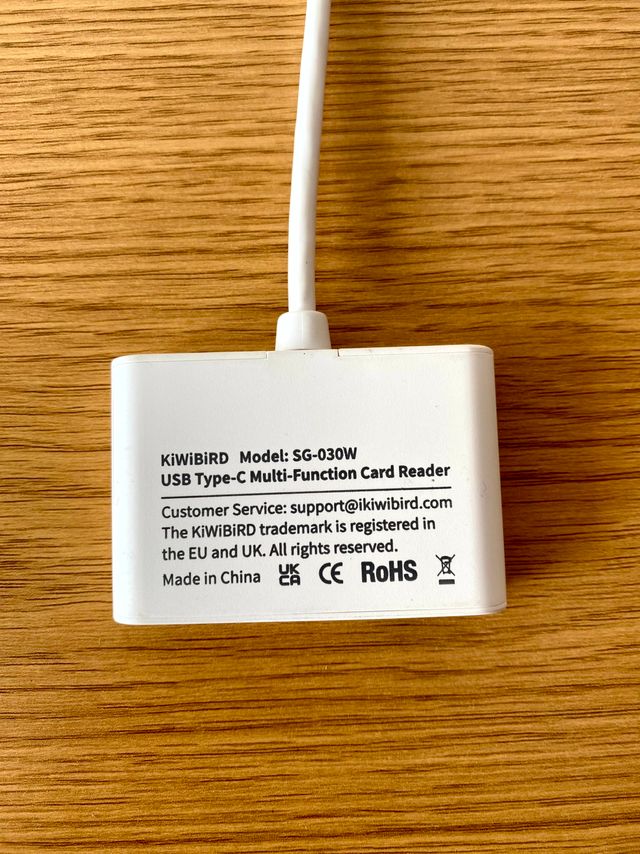 KiWiBiRD Model: SG-030W
USB Type-C Multi-Function Card Reader
Customer Service: support@ikiwibird.com
The KiWiBiRD trademark is registered in
the EU and UK. All rights reserved.
Made in China UK CA CE RoHS